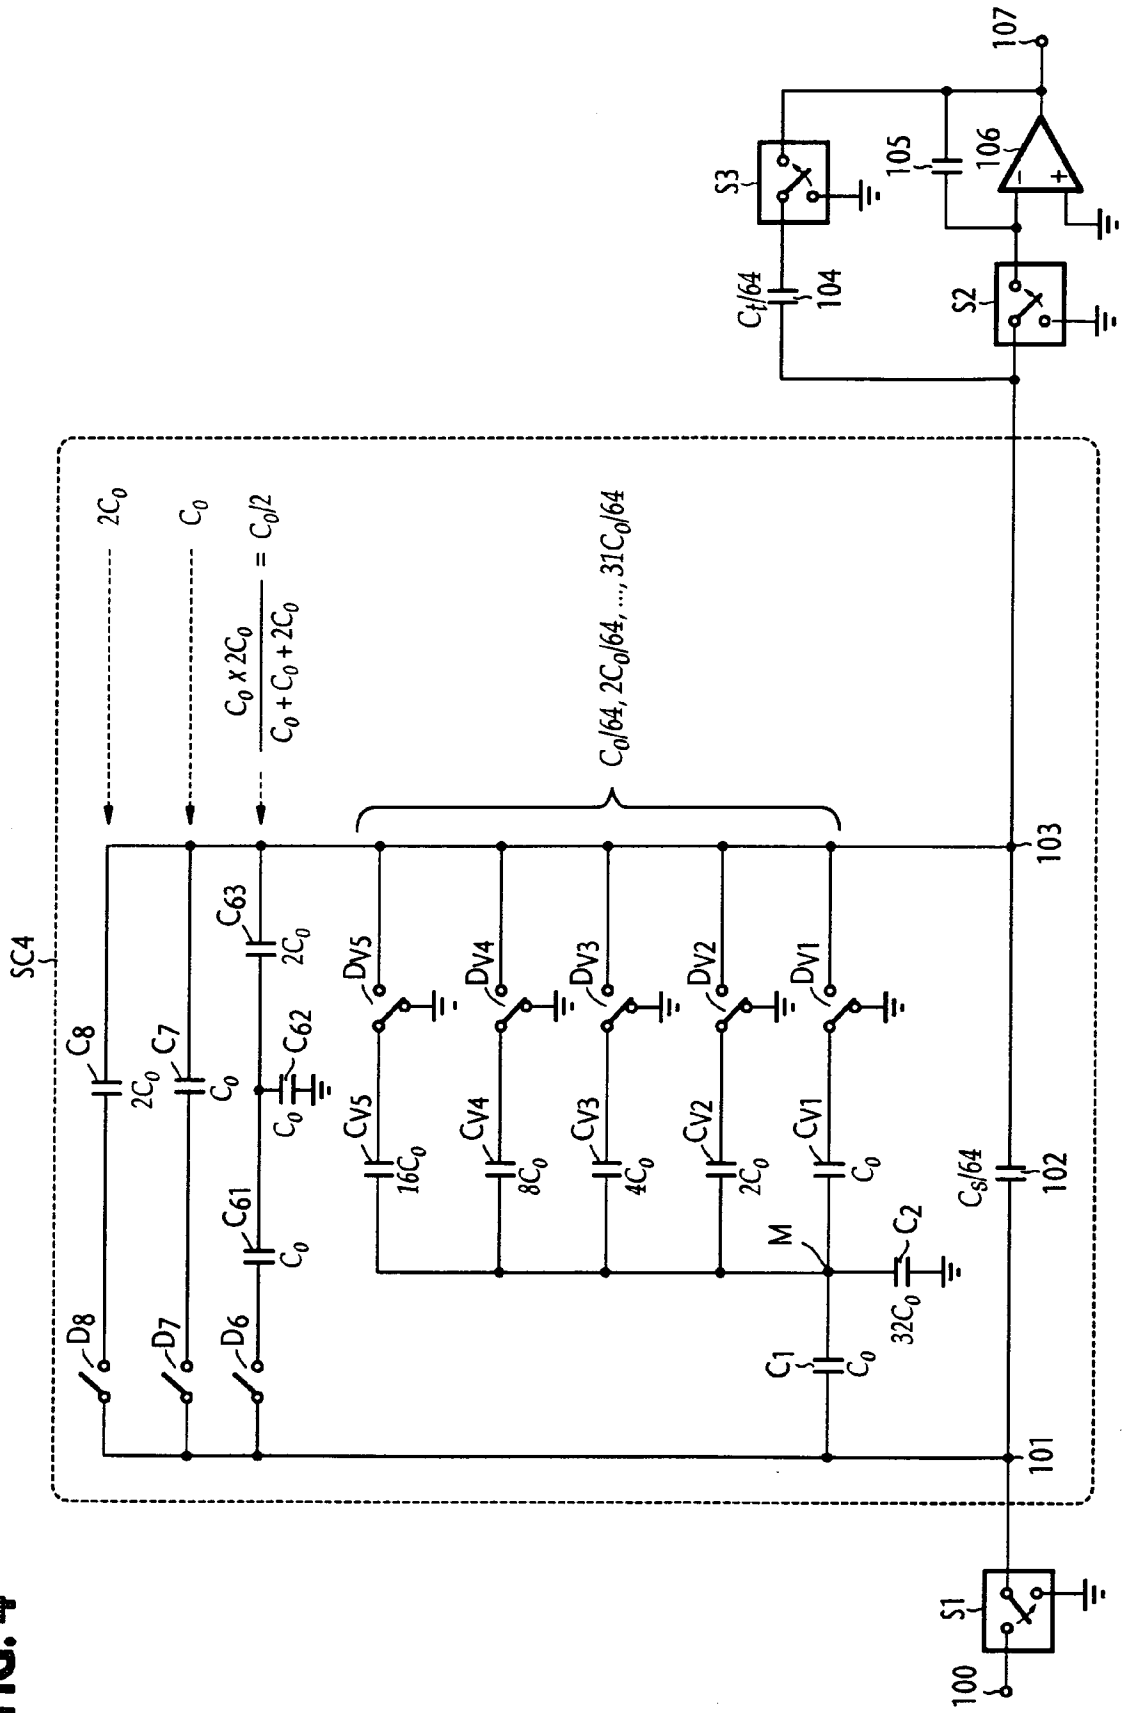 FIG. 4
SC4
D8
C8
2C0
2C0
D7
C7
C0
C0
D6
C61
C0
C62
C0
C63
2C0
C0 x 2C0
C0 + C0 + 2C0
= C0/2
CV5
16C0
DV5
CV4
8C0
DV4
CV3
4C0
DV3
CV2
2C0
DV2
CV1
C0
DV1
C0/64, 2C0/64, ..., 31C0/64
M
C1
C0
C2
32C0
100
S1
101
Cs/64
102
103
Ct/64
104
S3
S2
105
106
−
+
107